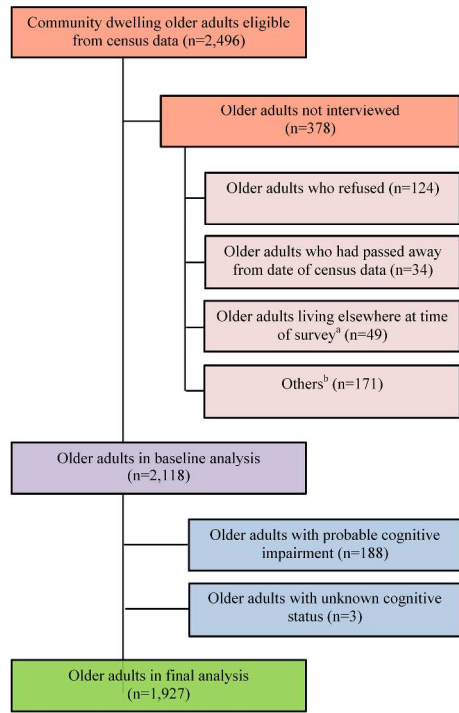 Community dwelling older adults eligible
from census data (n=2,496)
Older adults not interviewed
(n=378)
Older adults who refused (n=124)
Older adults who had passed away
from date of census data (n=34)
Older adults living elsewhere at time
of survey^a (n=49)
Others^b (n=171)
Older adults in baseline analysis
(n=2,118)
Older adults with probable cognitive
impairment (n=188)
Older adults with unknown cognitive
status (n=3)
Older adults in final analysis
(n=1,927)